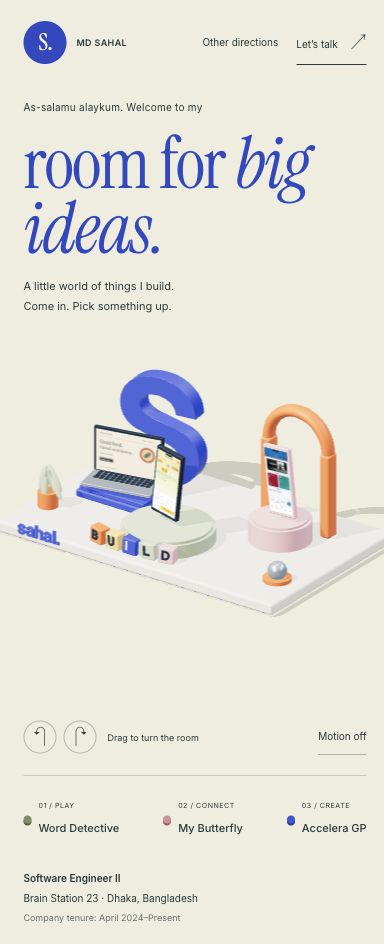 S.
MD SAHAL
Other directions
Let's talk
As-salamu alaykum. Welcome to my
room for big
ideas.
A little world of things I build.
Come in. Pick something up.
S
sahal.
BUILD
Drag to turn the room
Motion off
01 / PLAY
Word Detective
02 / CONNECT
My Butterfly
03 / CREATE
Accelera GP
Software Engineer II
Brain Station 23 · Dhaka, Bangladesh
Company tenure: April 2024–Present